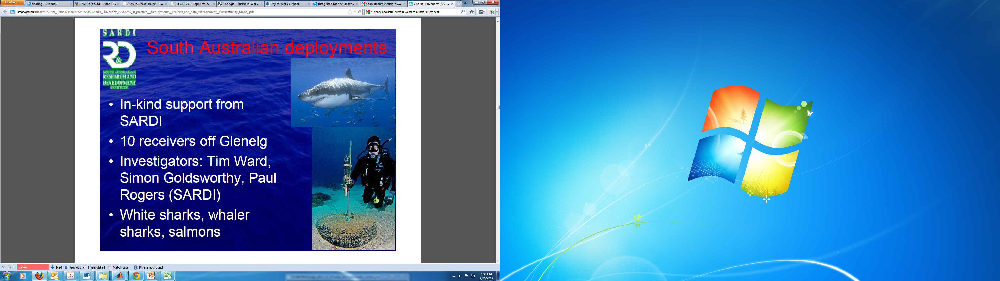 Firefox
Sharing - Dropbox
ENVE4615 SEM-1 2012: G...
AMS Journals Online - P...
JTECH1952.1 (applicatio...
The Age - Business, Worl...
Day of Year Calendar — ...
Integrated Marine Obser...
shark acoustic curtain w...
Charlie_Huveneers_AAT...
imos.org.au/fileadmin/user_upload/shared/AATAMS/Charlie_Huveneers_AATAMS_in_practice___Deployments__projects_and_data_management__Compatibility_Mode_.pdf
shark acoustic curtain western australia rottnest
SARDI
R&D
SOUTH AUSTRALIAN
RESEARCH AND
DEVELOPMENT
INSTITUTE
South Australian deployments
• In-kind support from
SARDI
• 10 receivers off Glenelg
• Investigators: Tim Ward,
Simon Goldsworthy, Paul
Rogers (SARDI)
• White sharks, whaler
sharks, salmons
Find: wilkin Next Previous Highlight all Match case Phrase not found
4:52 PM
2/05/2012